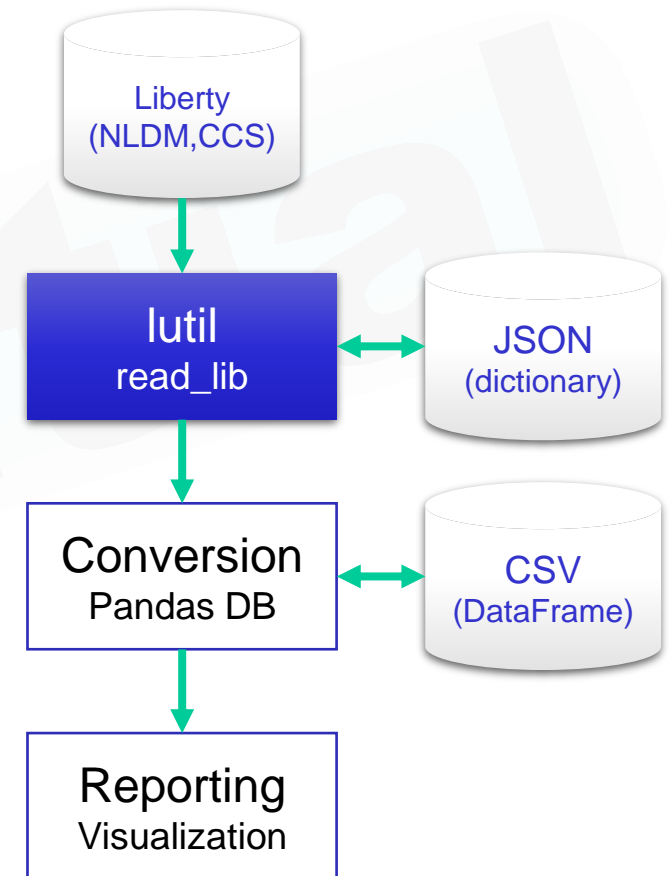 Liberty
(NLDM,CCS)
lutil
read_lib
JSON
(dictionary)
Conversion
Pandas DB
CSV
(DataFrame)
Reporting
Visualization